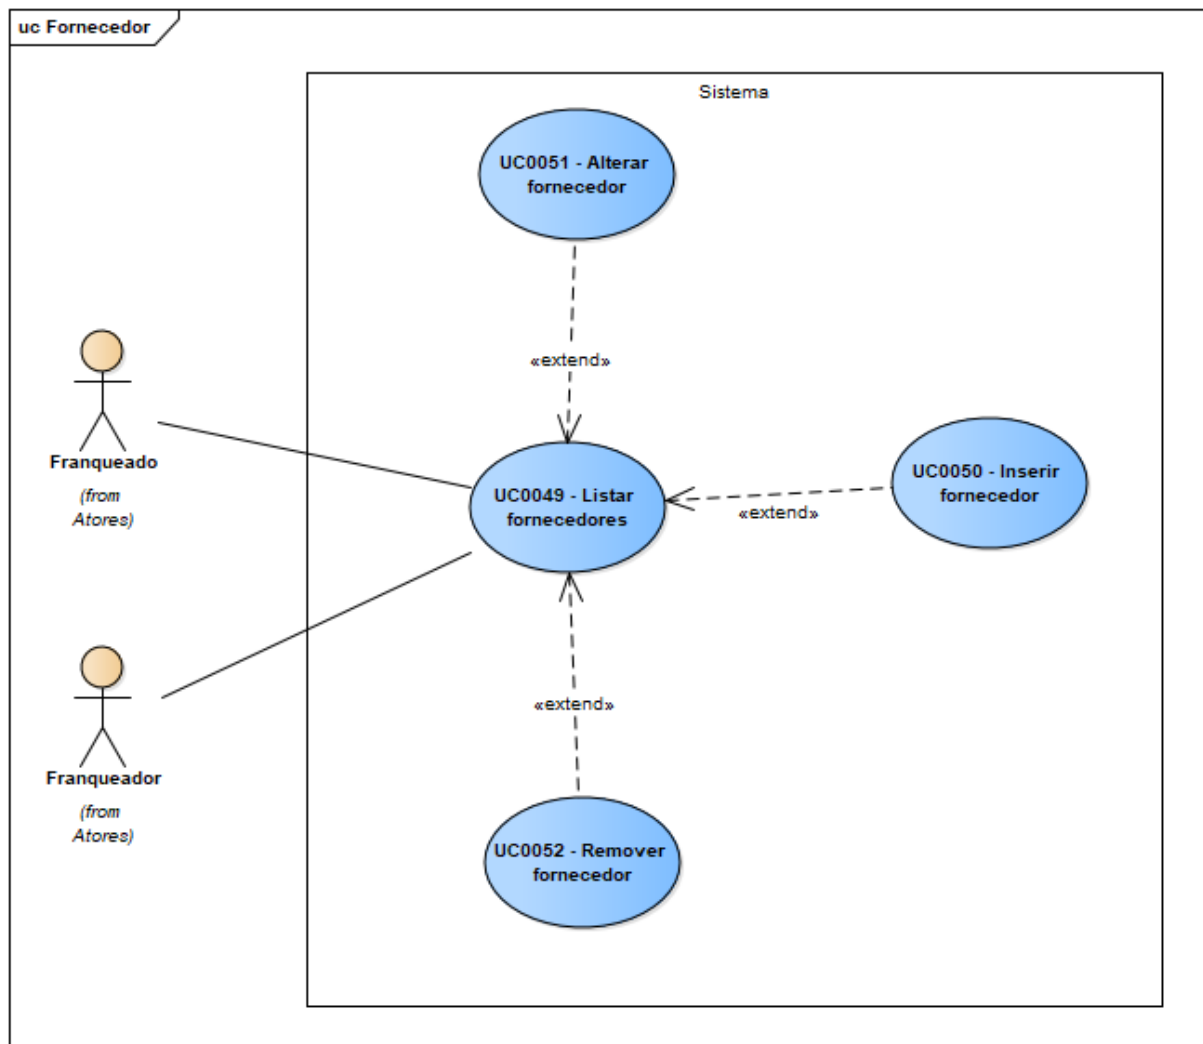 uc Fornecedor
Sistema
UC0051 - Alterar
fornecedor
«extend»
Franqueado
(from
Atores)
UC0049 - Listar
fornecedores
UC0050 - Inserir
fornecedor
«extend»
«extend»
Franqueador
(from
Atores)
UC0052 - Remover
fornecedor